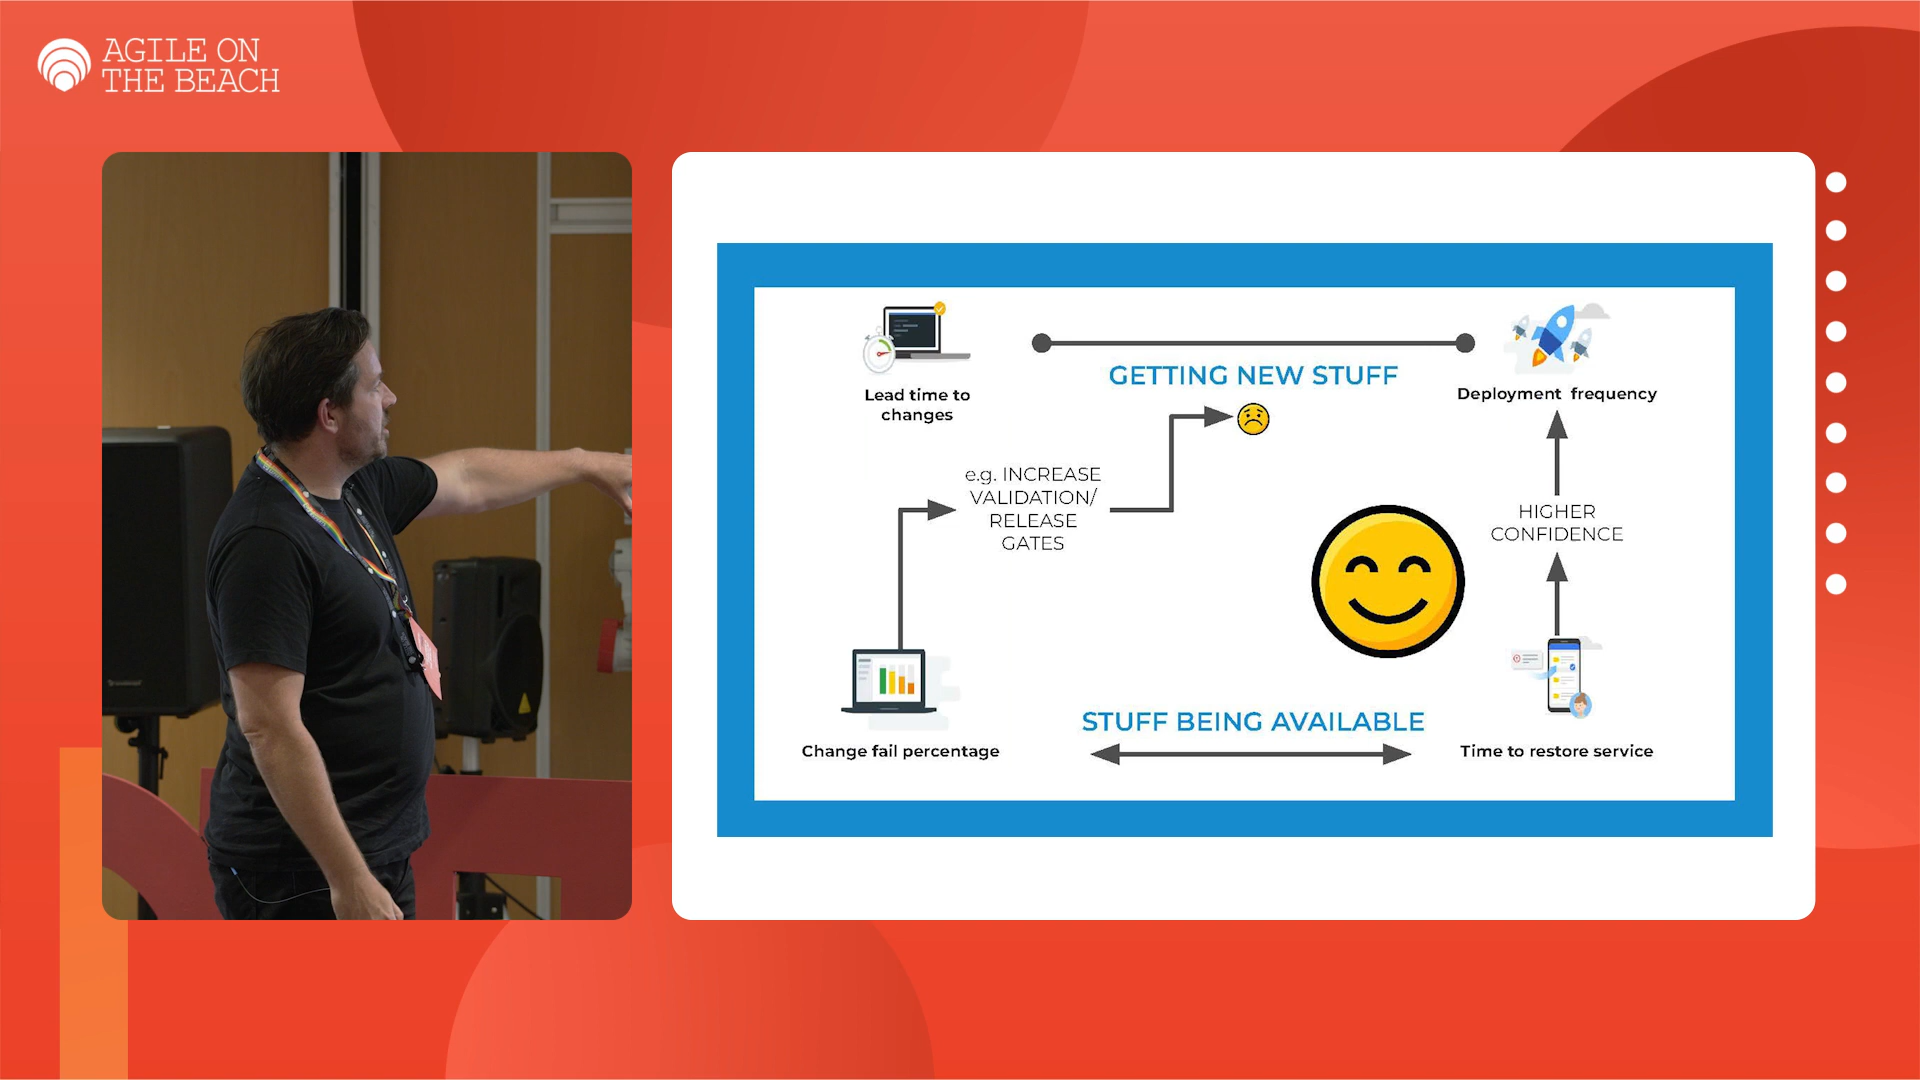 AGILE ON
THE BEACH
GETTING NEW STUFF
Lead time to
changes
Deployment frequency
e.g. INCREASE
VALIDATION/
RELEASE
GATES
HIGHER
CONFIDENCE
STUFF BEING AVAILABLE
Change fail percentage
Time to restore service